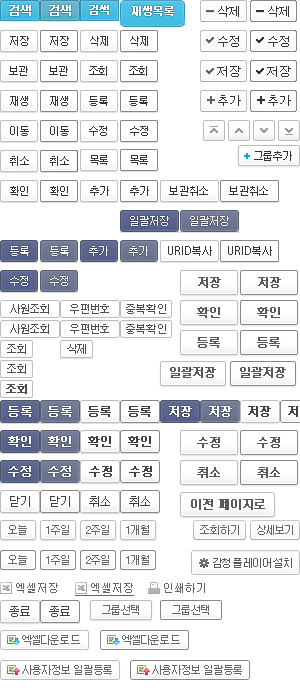 검색 검색 검색 재생목록 삭제 삭제
저장 저장 삭제 삭제 수정 수정
보관 보관 조회 조회 저장 저장
재생 재생 등록 등록 추가 추가
이동 이동 수정 수정
취소 취소 목록 목록 그룹추가
확인 확인 추가 추가 보관취소 보관취소
일괄저장 일괄저장
등록 등록 추가 추가 URID복사 URID복사
수정 수정 저장 저장
사원조회 우편번호 중복확인 확인 확인
사원조회 우편번호 중복확인
조회 삭제 등록 등록
조회 일괄저장 일괄저장
조회
등록 등록 등록 등록 저장 저장 저장 저
확인 확인 확인 확인 수정 수정
수정 수정 수정 수정 취소 취소
닫기 닫기 취소 취소 이전 페이지로
오늘 1주일 2주일 1개월 조회하기 상세보기
오늘 1주일 2주일 1개월 감청플레이어설치
엑셀저장 엑셀저장 인쇄하기
종료 종료 그룹선택 그룹선택
엑셀다운로드 엑셀다운로드
사용자정보 일괄등록 사용자정보 일괄등록